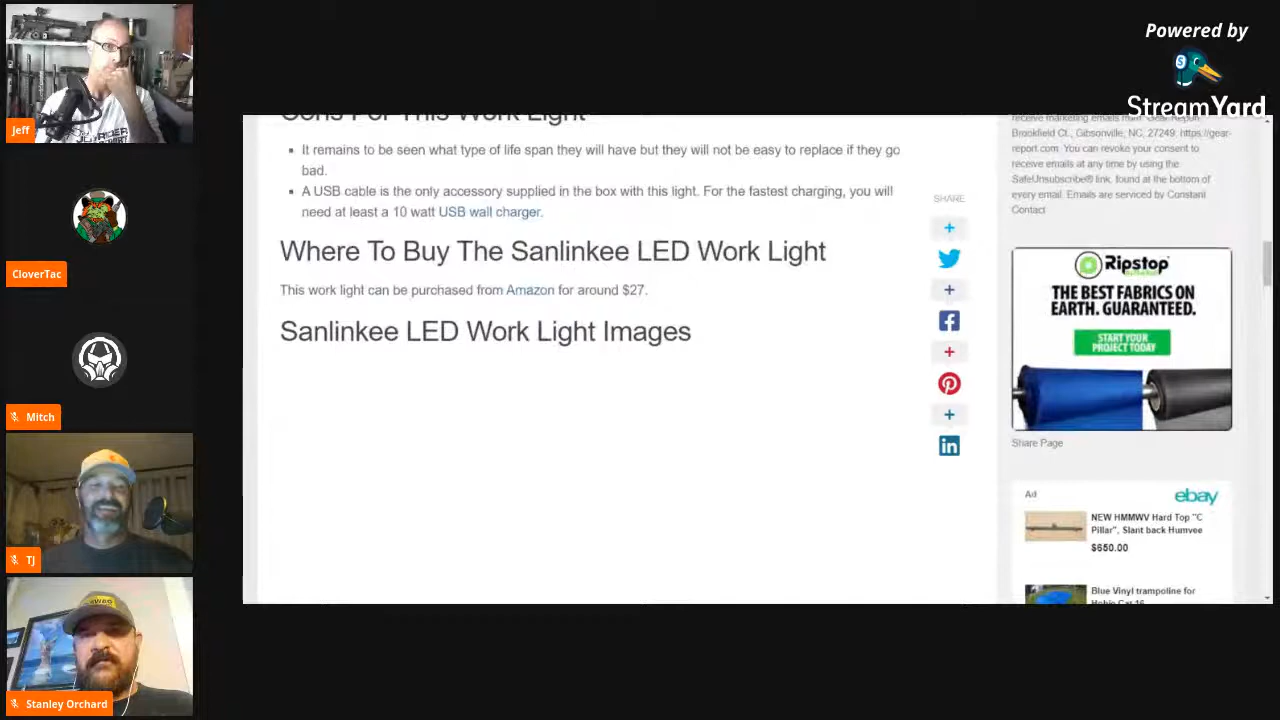 Powered by
StreamYard
Jeff
CloverTac
Mitch
TJ
Stanley Orchard
Cons For This Work Light
It remains to be seen what type of life span they will have but they will not be easy to replace if they go
bad.
A USB cable is the only accessory supplied in the box with this light. For the fastest charging, you will
need at least a 10 watt USB wall charger.
Where To Buy The Sanlinkee LED Work Light
This work light can be purchased from Amazon for around $27.
Sanlinkee LED Work Light Images
SHARE
receive marketing emails from: Gear Report
Brookfield Ct., Gibsonville, NC, 27249, https://gear-
report.com. You can revoke your consent to
receive emails at any time by using the
SafeUnsubscribe® link, found at the bottom of
every email. Emails are serviced by Constant
Contact
Ripstop
THE BEST FABRICS ON
EARTH. GUARANTEED.
START YOUR
PROJECT TODAY
Share Page
Ad
ebay
NEW HMMWV Hard Top "C
Pillar", Slant back Humvee
$650.00
Blue Vinyl trampoline for
Hobie Cat 16